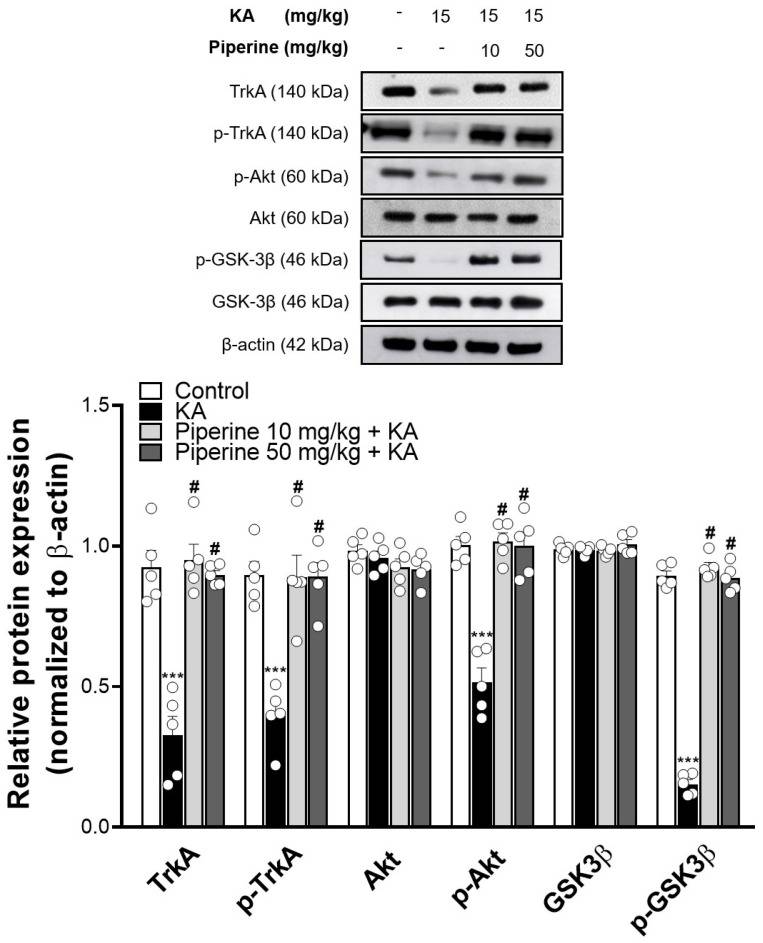 KA (mg/kg) - 15 15 15
Piperine (mg/kg) - - 10 50
TrkA (140 kDa)
p-TrkA (140 kDa)
p-Akt (60 kDa)
Akt (60 kDa)
p-GSK-3β (46 kDa)
GSK-3β (46 kDa)
β-actin (42 kDa)
Control
KA
Piperine 10 mg/kg + KA
Piperine 50 mg/kg + KA
Relative protein expression
(normalized to β-actin)
1.5
1.0
0.5
0.0
*** # #
*** # #
*** # #
*** # #
TrkA
p-TrkA
Akt
p-Akt
GSK3β
p-GSK3β